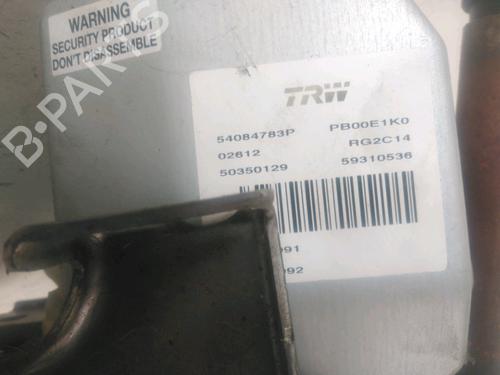 WARNING
SECURITY PRODUCT
DON'T DISASSEMBLE
B-PARTS
TRW
54084783P PB00E1K0
02612 RG2C14
50350129 59310536